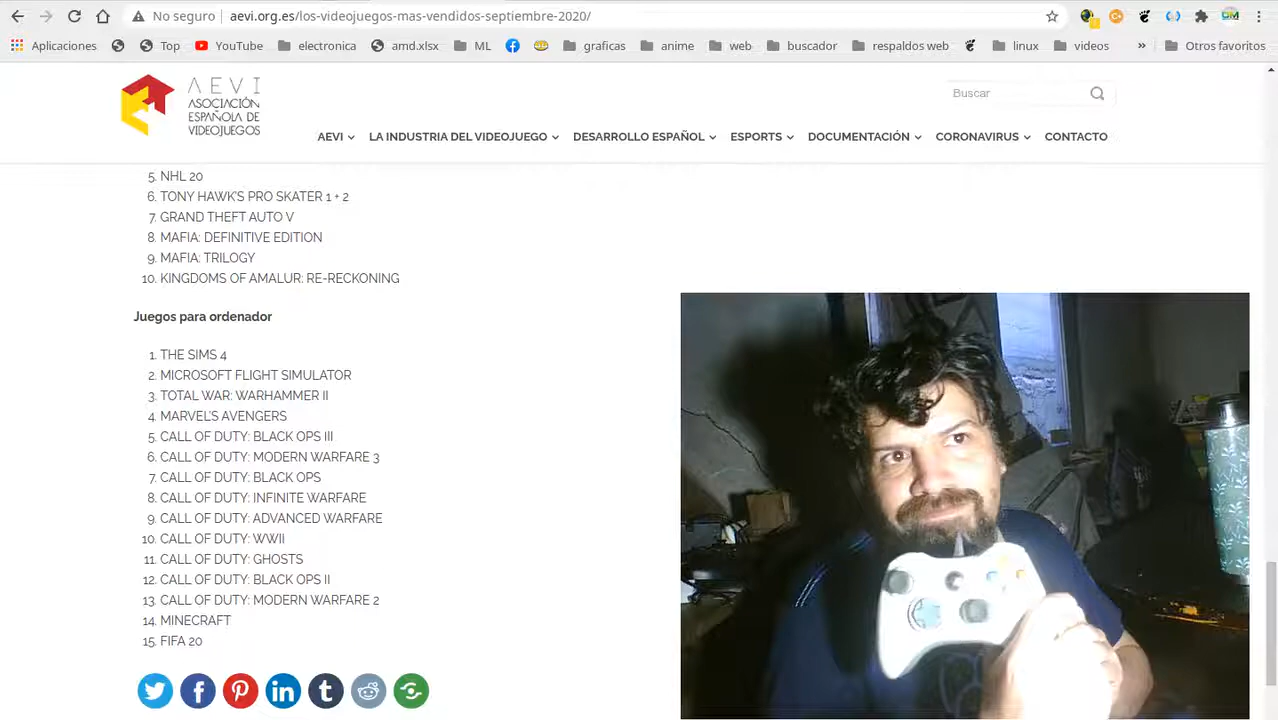 No seguro
aevi.org.es/los-videojuegos-mas-vendidos-septiembre-2020/
Aplicaciones
Top
YouTube
electronica
amd.xlsx
ML
graficas
anime
web
buscador
respaldos web
linux
videos
»
Otros favoritos
AEVI
ASOCIACIÓN
ESPAÑOLA DE
VIDEOJUEGOS
Buscar
AEVI
LA INDUSTRIA DEL VIDEOJUEGO
DESARROLLO ESPAÑOL
ESPORTS
DOCUMENTACIÓN
CORONAVIRUS
CONTACTO
5. NHL 20
6. TONY HAWK'S PRO SKATER 1 + 2
7. GRAND THEFT AUTO V
8. MAFIA: DEFINITIVE EDITION
9. MAFIA: TRILOGY
10. KINGDOMS OF AMALUR: RE-RECKONING
Juegos para ordenador
1. THE SIMS 4
2. MICROSOFT FLIGHT SIMULATOR
3. TOTAL WAR: WARHAMMER II
4. MARVEL'S AVENGERS
5. CALL OF DUTY: BLACK OPS III
6. CALL OF DUTY: MODERN WARFARE 3
7. CALL OF DUTY: BLACK OPS
8. CALL OF DUTY: INFINITE WARFARE
9. CALL OF DUTY: ADVANCED WARFARE
10. CALL OF DUTY: WWII
11. CALL OF DUTY: GHOSTS
12. CALL OF DUTY: BLACK OPS II
13. CALL OF DUTY: MODERN WARFARE 2
14. MINECRAFT
15. FIFA 20